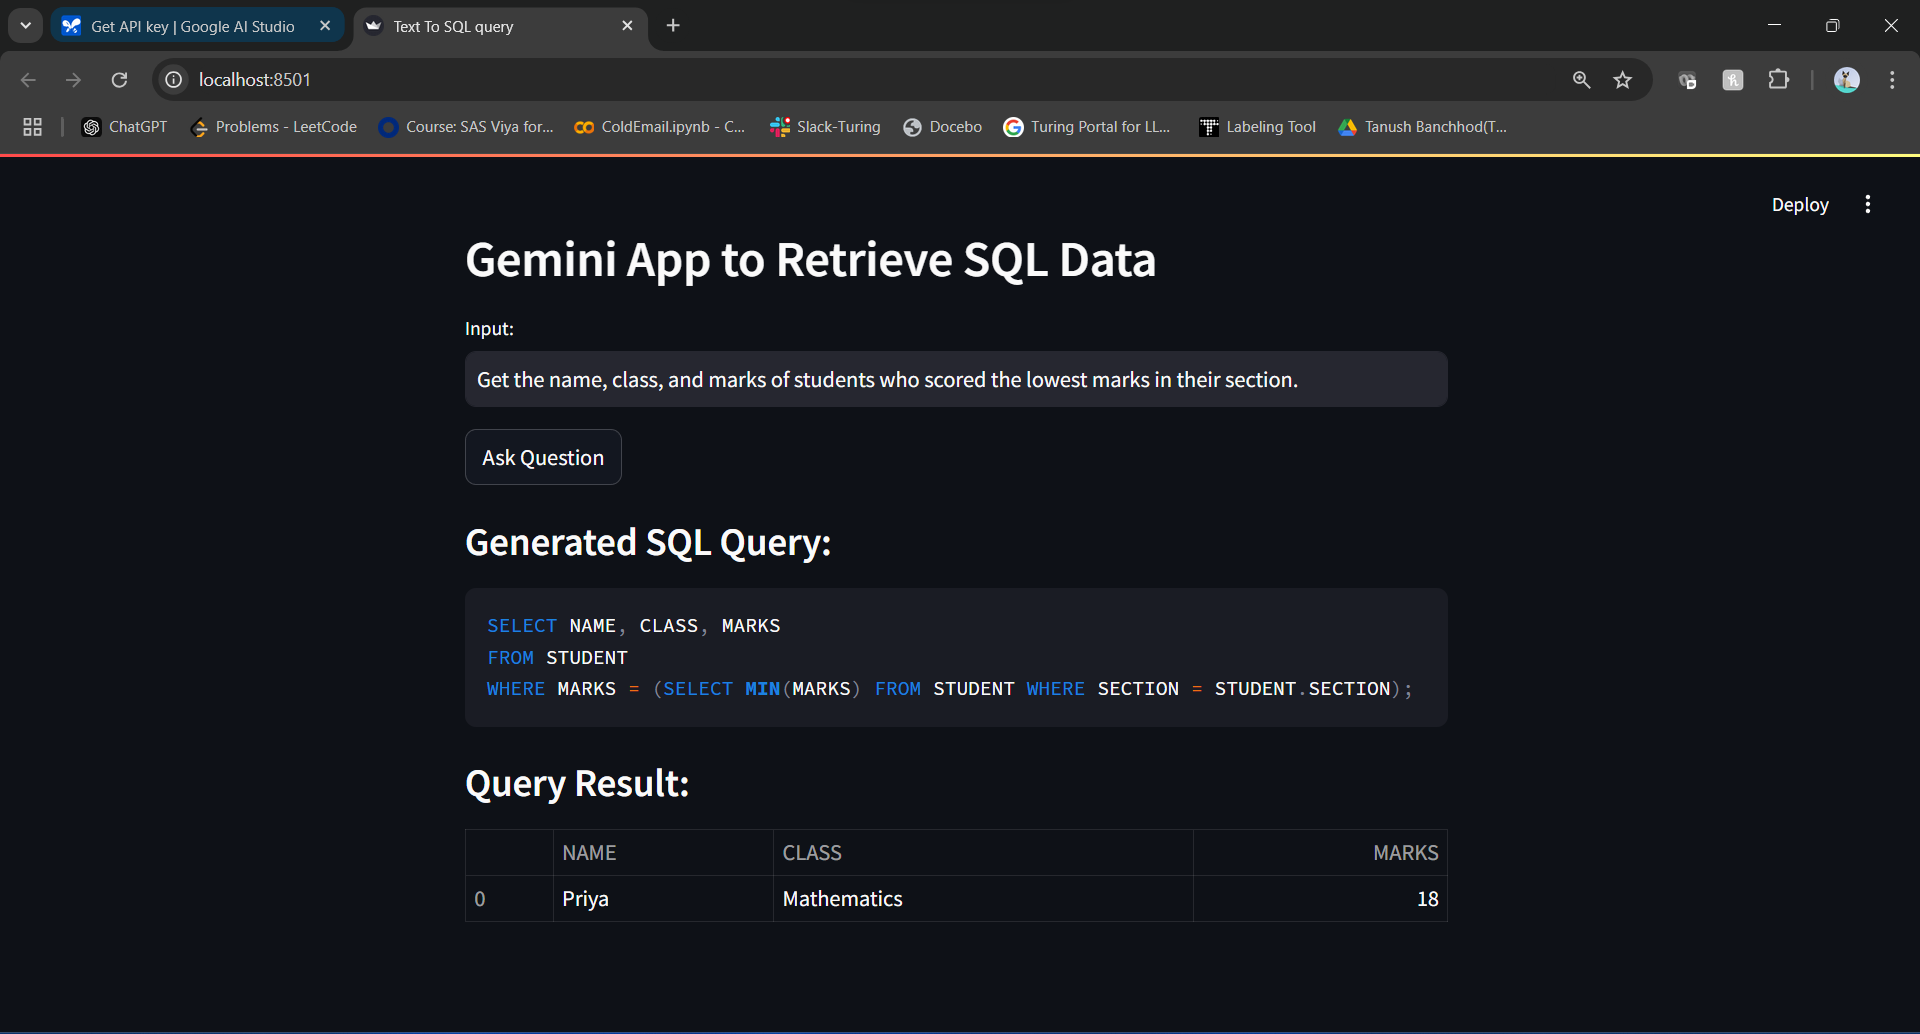 Get API key | Google AI Studio
Text To SQL query
localhost:8501
ChatGPT
Problems - LeetCode
Course: SAS Viya for...
ColdEmail.ipynb - C...
Slack-Turing
Docebo
Turing Portal for LL...
Labeling Tool
Tanush Banchhod(T...
Deploy
Gemini App to Retrieve SQL Data
Input:
Get the name, class, and marks of students who scored the lowest marks in their section.
Ask Question
Generated SQL Query:
SELECT NAME, CLASS, MARKS
FROM STUDENT
WHERE MARKS = (SELECT MIN(MARKS) FROM STUDENT WHERE SECTION = STUDENT.SECTION);
Query Result:
NAME CLASS MARKS
0 Priya Mathematics 18